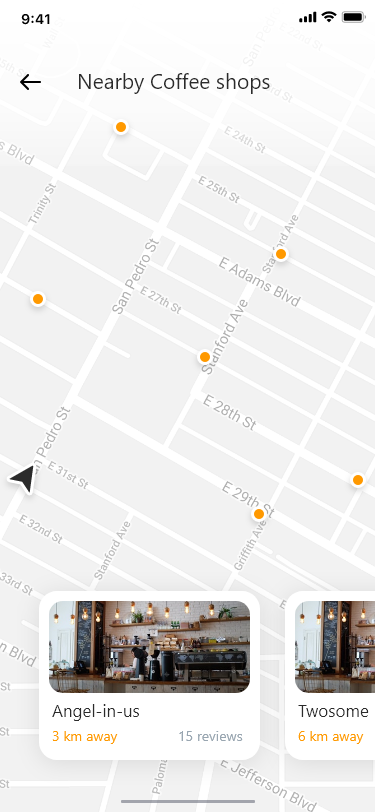 9:41
Nearby Coffee shops
E 24th St
Blvd
E 25th St
Trinity St
Stanford Ave
San Pedro St
E Adams Blvd
E 27th St
Stanford Ave
E 28th St
San Pedro St
E 31st St
E 29th St
E 32nd St
Stanford Ave
Griffith Ave
33rd St
Angel-in-us
3 km away
15 reviews
Twosome
6 km away
Blvd
E Jefferson Blvd